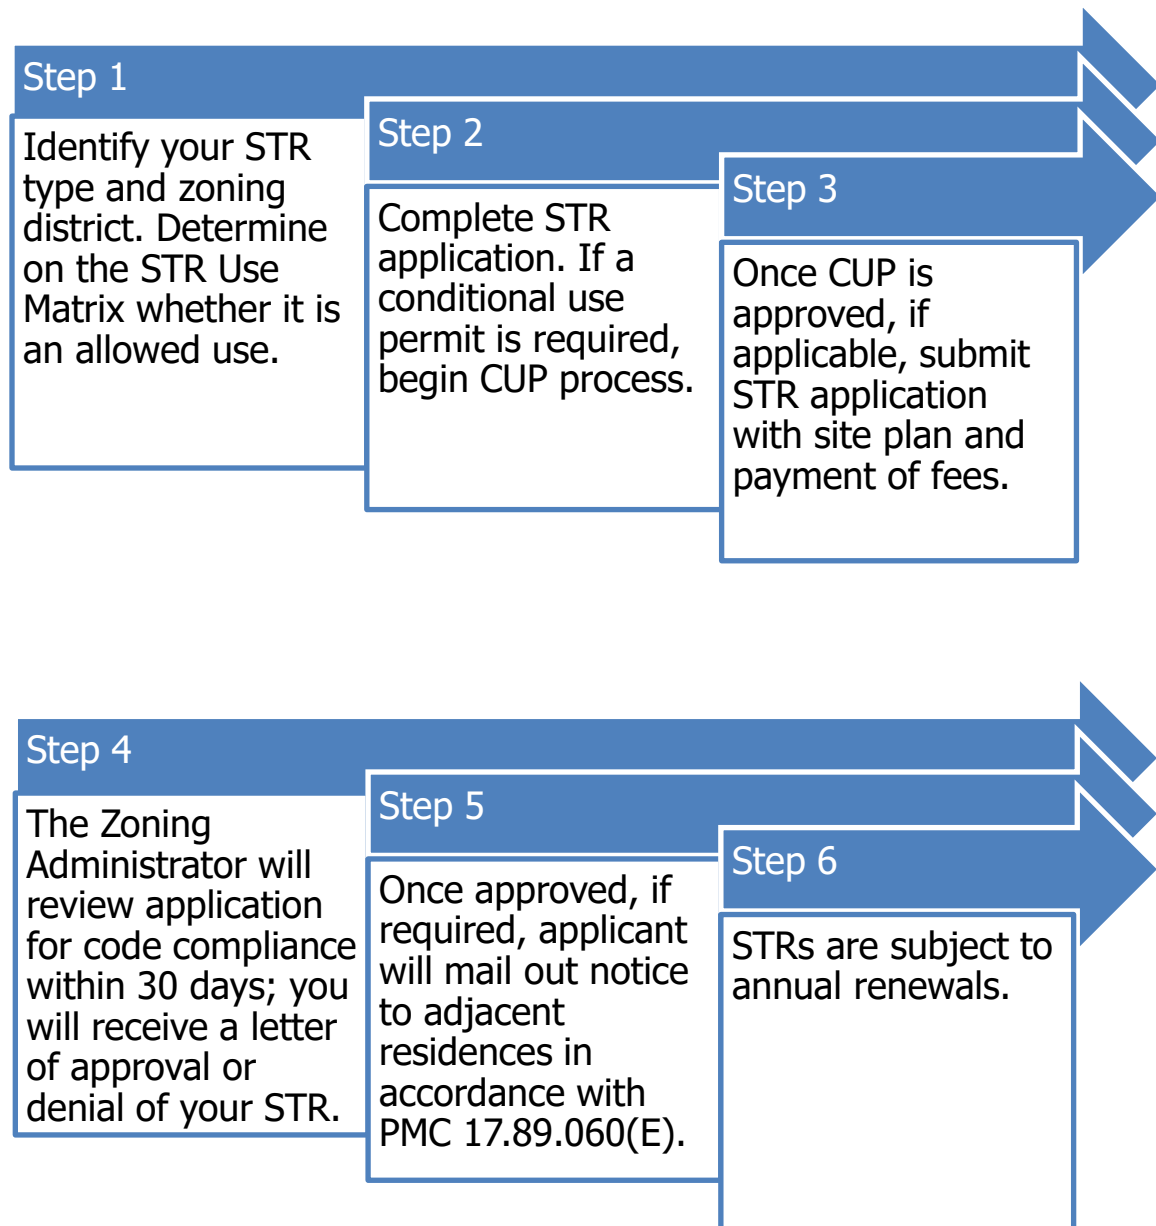 Step 1
Identify your STR
type and zoning
district. Determine
on the STR Use
Matrix whether it is
an allowed use.
Step 2
Complete STR
application. If a
conditional use
permit is required,
begin CUP process.
Step 3
Once CUP is
approved, if
applicable, submit
STR application
with site plan and
payment of fees.
Step 4
The Zoning
Administrator will
review application
for code compliance
within 30 days; you
will receive a letter
of approval or
denial of your STR.
Step 5
Once approved, if
required, applicant
will mail out notice
to adjacent
residences in
accordance with
PMC 17.89.060(E).
Step 6
STRs are subject to
annual renewals.